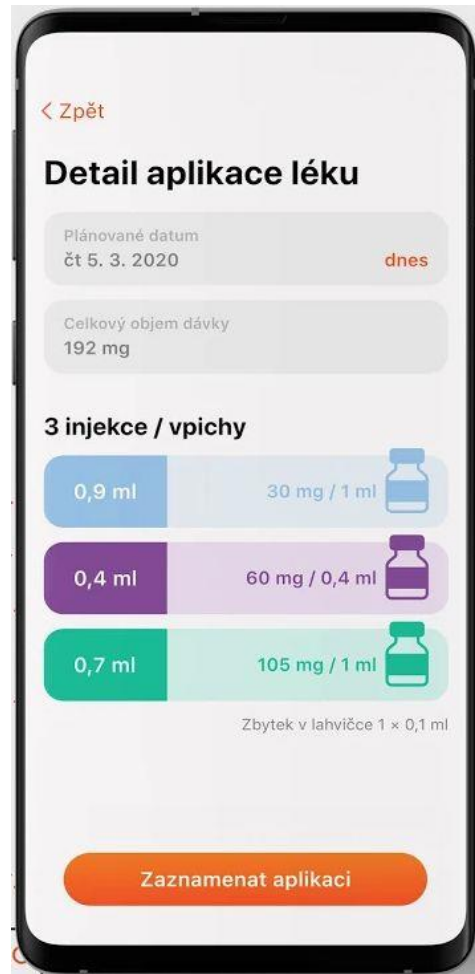 < Zpět
Detail aplikace léku
Plánované datum
čt 5. 3. 2020 dnes
Celkový objem dávky
192 mg
3 injekce / vpichy
0,9 ml 30 mg / 1 ml
0,4 ml 60 mg / 0,4 ml
0,7 ml 105 mg / 1 ml
Zbytek v lahvičce 1 × 0,1 ml
Zaznamenat aplikaci